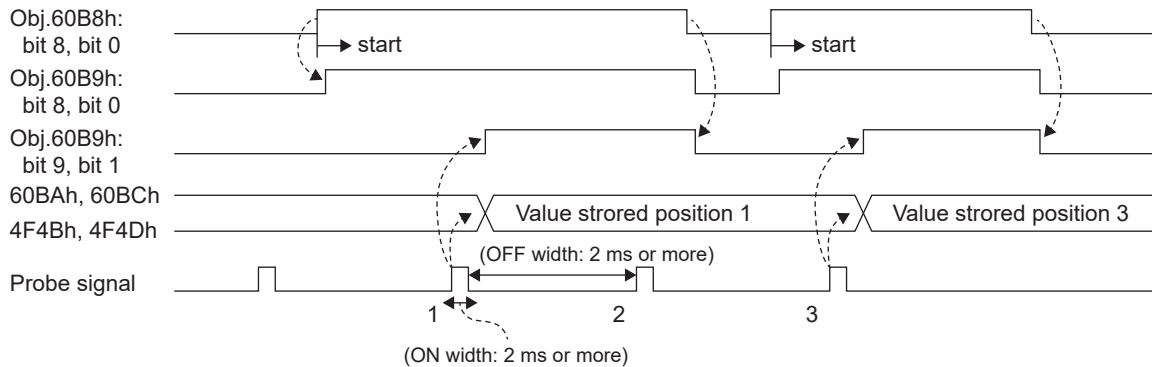 Obj.60B8h:
bit 8, bit 0
start
start
Obj.60B9h:
bit 8, bit 0
Obj.60B9h:
bit 9, bit 1
60BAh, 60BCh
4F4Bh, 4F4Dh
Value strored position 1
Value strored position 3
(OFF width: 2 ms or more)
Probe signal
1
2
3
(ON width: 2 ms or more)